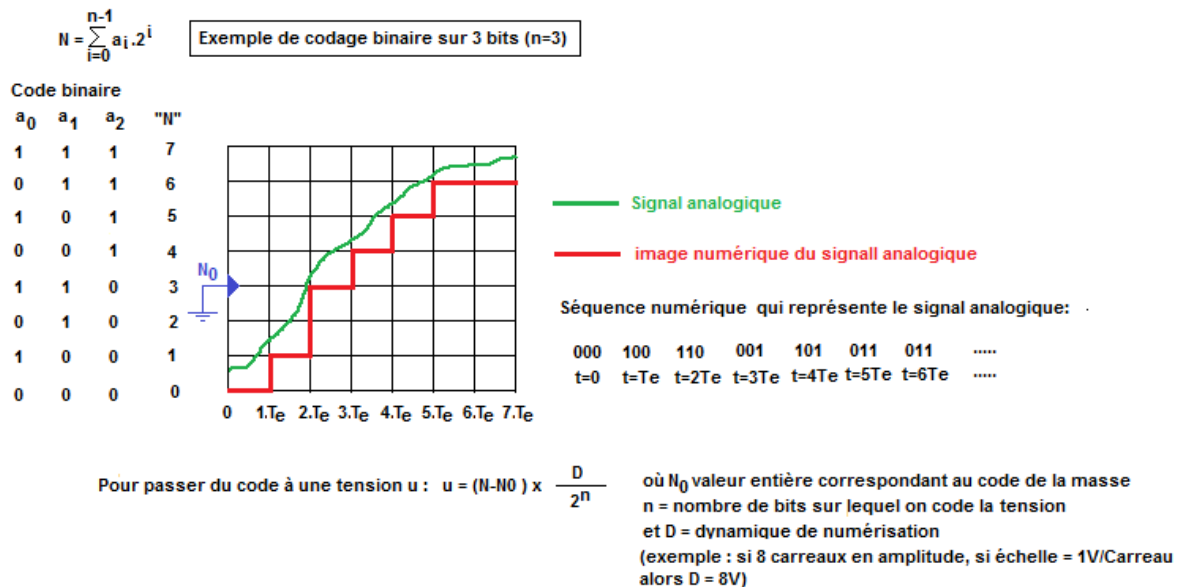 n-1
N = ∑ a i . 2 i
i=0
Exemple de codage binaire sur 3 bits (n=3)
Code binaire
a0 a1 a2 "N"
1 1 1 7
0 1 1 6
1 0 1 5
0 0 1 4
1 1 0 3
0 1 0 2
1 0 0 1
0 0 0 0
N0
0 1.Te 2.Te 3.Te 4.Te 5.Te 6.Te 7.Te
Signal analogique
image numérique du signall analogique
Séquence numérique qui représente le signal analogique: .
000 100 110 001 101 011 011 .....
t=0 t=Te t=2Te t=3Te t=4Te t=5Te t=6Te .....
Pour passer du code à une tension u : u = (N-N0 ) x D
2n
où N0 valeur entière correspondant au code de la masse
n = nombre de bits sur lequel on code la tension
et D = dynamique de numérisation
(exemple : si 8 carreaux en amplitude, si échelle = 1V/Carreau
alors D = 8V)